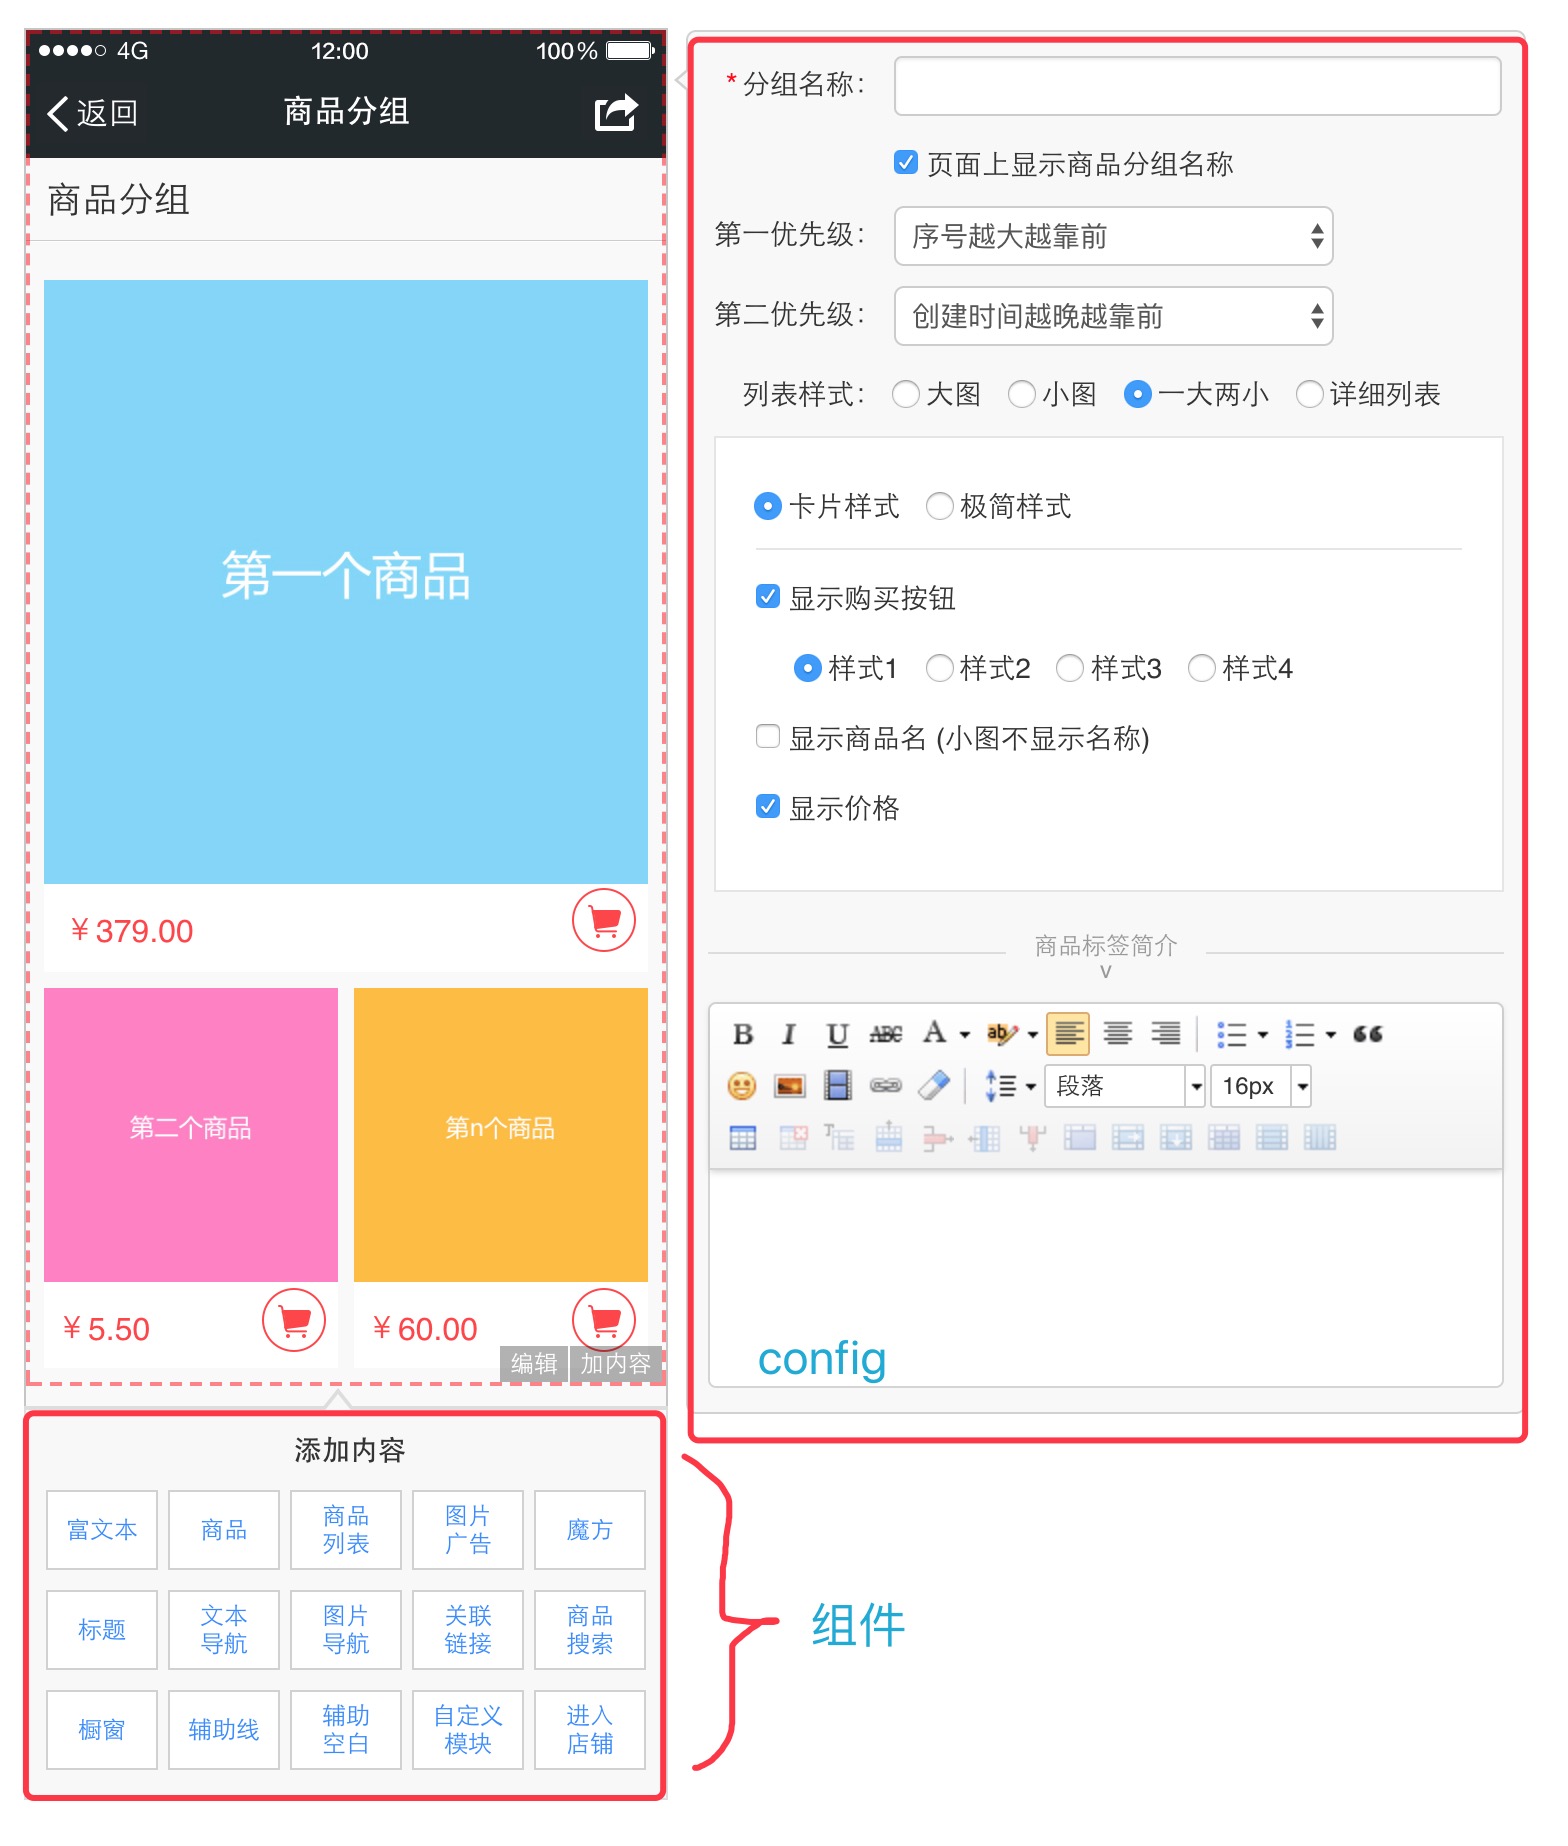 4G 12:00 100%
返回 商品分组
商品分组
第一个商品
¥ 379.00
第二个商品 第n个商品
¥ 5.50 ¥ 60.00
编辑 加内容
添加内容
富文本 商品 商品列表 图片广告 魔方
标题 文本导航 图片导航 关联链接 商品搜索
橱窗 辅助线 辅助空白 自定义模块 进入店铺
* 分组名称：
页面上显示商品分组名称
第一优先级： 序号越大越靠前
第二优先级： 创建时间越晚越靠前
列表样式： 大图 小图 一大两小 详细列表
卡片样式 极简样式
显示购买按钮
样式1 样式2 样式3 样式4
显示商品名 (小图不显示名称)
显示价格
商品标签简介
v
B I U ABC A ab
段落 16px
config
组件